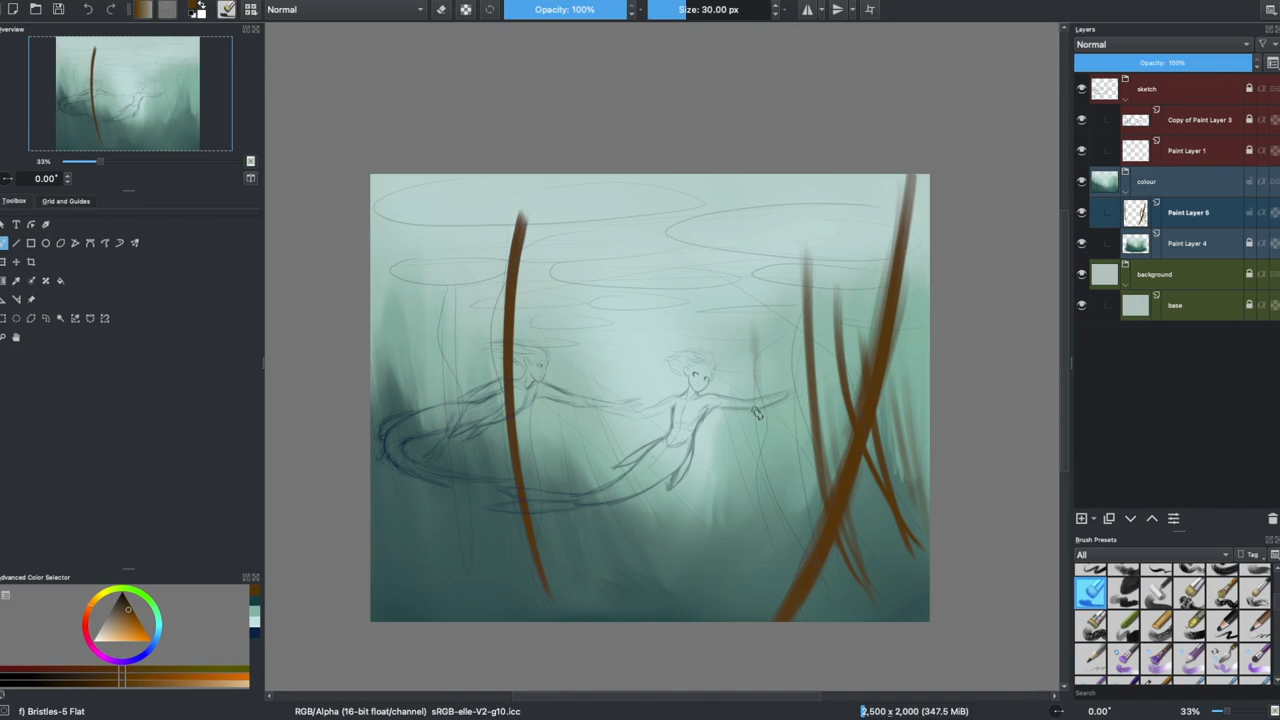 Normal
Opacity: 100%
Size: 30.00 px
Overview
33%
0.00°
Toolbox
Grid and Guides
Advanced Color Selector
f) Bristles-5 Flat
RGB/Alpha (16-bit float/channel) sRGB-elle-V2-g10.icc
2,500 x 2,000 (347.5 MiB)
0.00°
33%
Layers
Normal
Opacity: 100%
sketch
Copy of Paint Layer 3
Paint Layer 1
colour
Paint Layer 5
Paint Layer 4
background
base
Brush Presets
All
Tag
Search